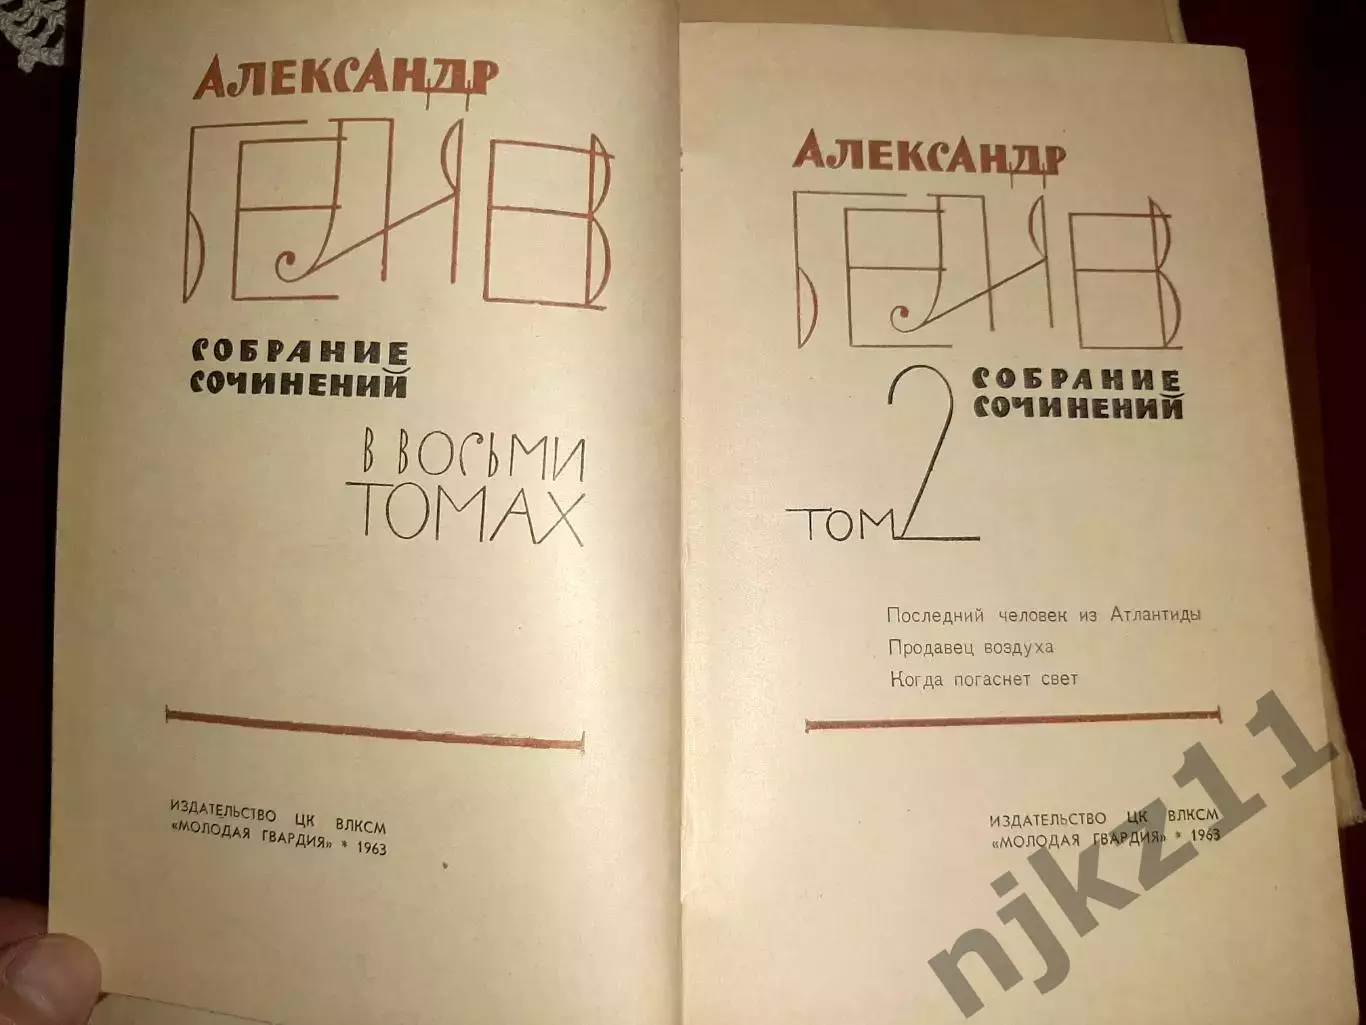 АЛЕКСАНДР
БЕЛЯЕВ
СОБРАНИЕ
СОЧИНЕНИЙ
В ВОСЬМИ
ТОМАХ
ИЗДАТЕЛЬСТВО ЦК ВЛКСМ
«МОЛОДАЯ ГВАРДИЯ» * 1963
АЛЕКСАНДР
БЕЛЯЕВ
СОБРАНИЕ
СОЧИНЕНИЙ
ТОМ 2
Последний человек из Атлантиды
Продавец воздуха
Когда погаснет свет
ИЗДАТЕЛЬСТВО ЦК ВЛКСМ
«МОЛОДАЯ ГВАРДИЯ» * 1963
njkz11